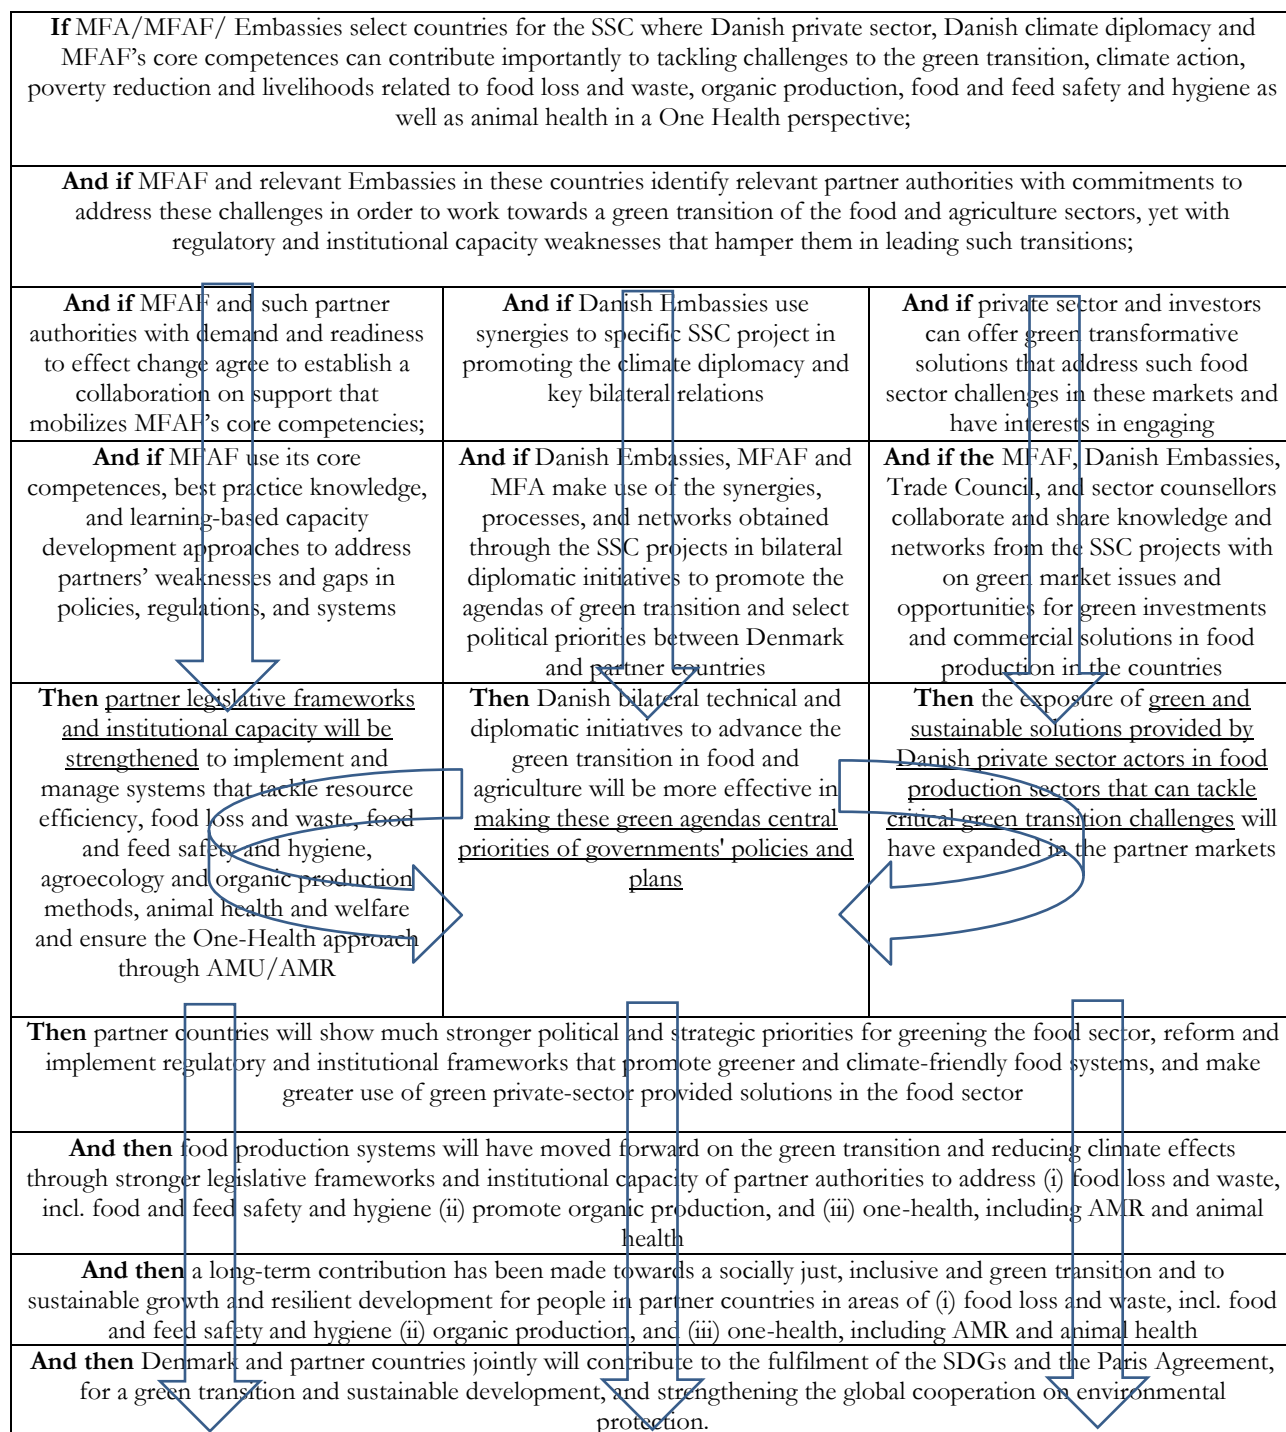 If MFA/MFAF/ Embassies select countries for the SSC where Danish private sector, Danish climate diplomacy and
MFAF's core competences can contribute importantly to tackling challenges to the green transition, climate action,
poverty reduction and livelihoods related to food loss and waste, organic production, food and feed safety and hygiene as
well as animal health in a One Health perspective;
And if MFAF and relevant Embassies in these countries identify relevant partner authorities with commitments to
address these challenges in order to work towards a green transition of the food and agriculture sectors, yet with
regulatory and institutional capacity weaknesses that hamper them in leading such transitions;
And if MFAF and such partner
authorities with demand and readiness
to effect change agree to establish a
collaboration on support that
mobilizes MFAF's core competencies;
And if Danish Embassies use
synergies to specific SSC project in
promoting the climate diplomacy and
key bilateral relations
And if private sector and investors
can offer green transformative
solutions that address such food
sector challenges in these markets and
have interests in engaging
And if MFAF use its core
competences, best practice knowledge,
and learning-based capacity
development approaches to address
partners' weaknesses and gaps in
policies, regulations, and systems
And if Danish Embassies, MFAF and
MFA make use of the synergies,
processes, and networks obtained
through the SSC projects in bilateral
diplomatic initiatives to promote the
agendas of green transition and select
political priorities between Denmark
and partner countries
And if the MFAF, Danish Embassies,
Trade Council, and sector counsellors
collaborate and share knowledge and
networks from the SSC projects with
on green market issues and
opportunities for green investments
and commercial solutions in food
production in the countries
Then partner legislative frameworks
and institutional capacity will be
strengthened to implement and
manage systems that tackle resource
efficiency, food loss and waste, food
and feed safety and hygiene,
agroecology and organic production
methods, animal health and welfare
and ensure the One-Health approach
through AMU/AMR
Then Danish bilateral technical and
diplomatic initiatives to advance the
green transition in food and
agriculture will be more effective in
making these green agendas central
priorities of governments' policies and
plans
Then the exposure of green and
sustainable solutions provided by
Danish private sector actors in food
production sectors that can tackle
critical green transition challenges will
have expanded in the partner markets
Then partner countries will show much stronger political and strategic priorities for greening the food sector, reform and
implement regulatory and institutional frameworks that promote greener and climate-friendly food systems, and make
greater use of green private-sector provided solutions in the food sector
And then food production systems will have moved forward on the green transition and reducing climate effects
through stronger legislative frameworks and institutional capacity of partner authorities to address (i) food loss and waste,
incl. food and feed safety and hygiene (ii) promote organic production, and (iii) one-health, including AMR and animal
health
And then a long-term contribution has been made towards a socially just, inclusive and green transition and to
sustainable growth and resilient development for people in partner countries in areas of (i) food loss and waste, incl. food
and feed safety and hygiene (ii) organic production, and (iii) one-health, including AMR and animal health
And then Denmark and partner countries jointly will contribute to the fulfilment of the SDGs and the Paris Agreement,
for a green transition and sustainable development, and strengthening the global cooperation on environmental
protection.